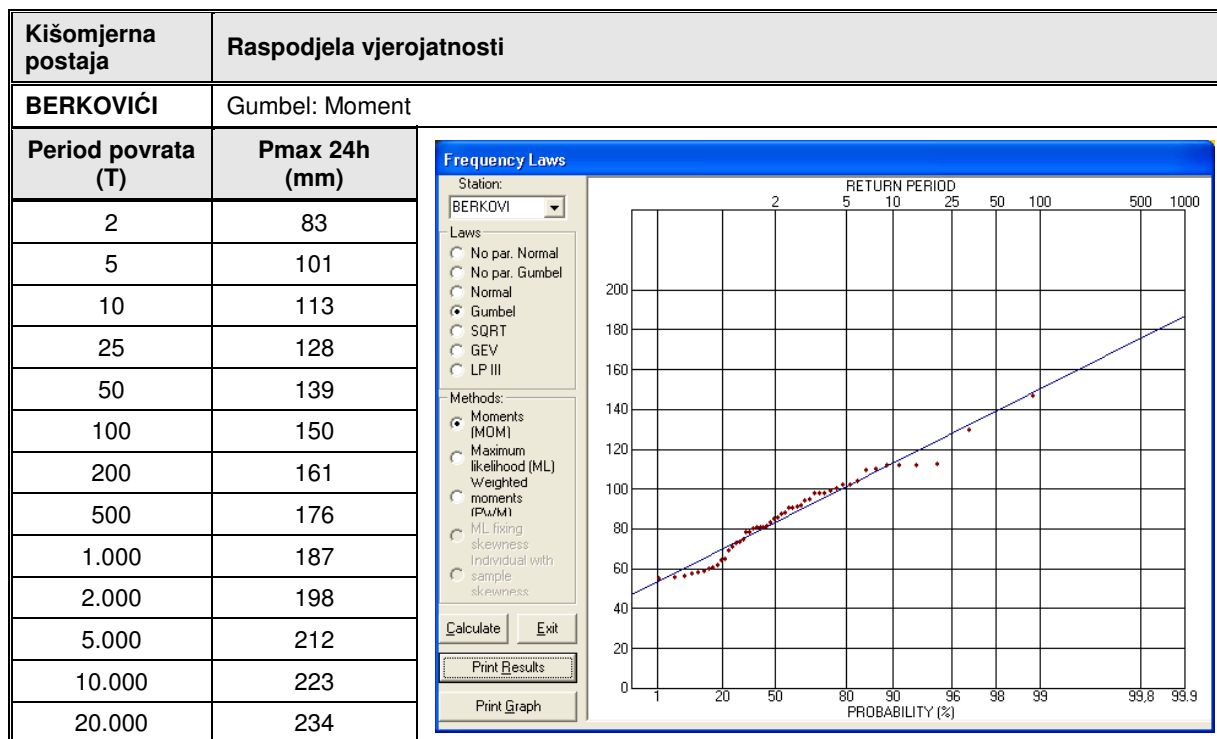 Kišomjerna
postaja
Raspodjela vjerojatnosti
BERKOVIĆI
Gumbel: Moment
Period povrata
(T)
Pmax 24h
(mm)
2 83
5 101
10 113
25 128
50 139
100 150
200 161
500 176
1.000 187
2.000 198
5.000 212
10.000 223
20.000 234
Frequency Laws
Station:
BERKOVI
Laws
No par. Normal
No par. Gumbel
Normal
Gumbel
SQRT
GEV
LP III
Methods:
Moments
(MOM)
Maximum
likelihood (ML)
Weighted
moments
(PWM)
ML fixing
skewness
Individual with
sample
skewness
Calculate
Exit
Print Results
Print Graph
RETURN PERIOD
2 5 10 25 50 100 500 1000
200
180
160
140
120
100
80
60
40
20
0
1 20 50 80 90 96 98 99 99,8 99.9
PROBABILITY (%)